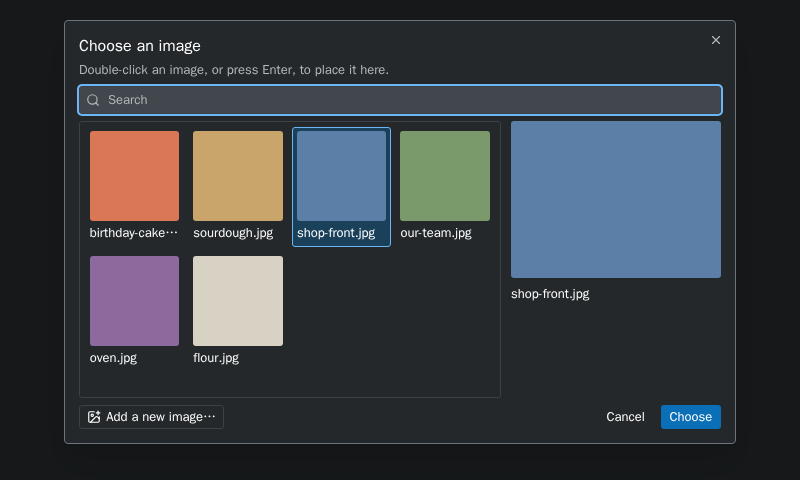 Choose an image
Double-click an image, or press Enter, to place it here.
Search
birthday-cake…
sourdough.jpg
shop-front.jpg
our-team.jpg
shop-front.jpg
oven.jpg
flour.jpg
Add a new image…
Cancel
Choose